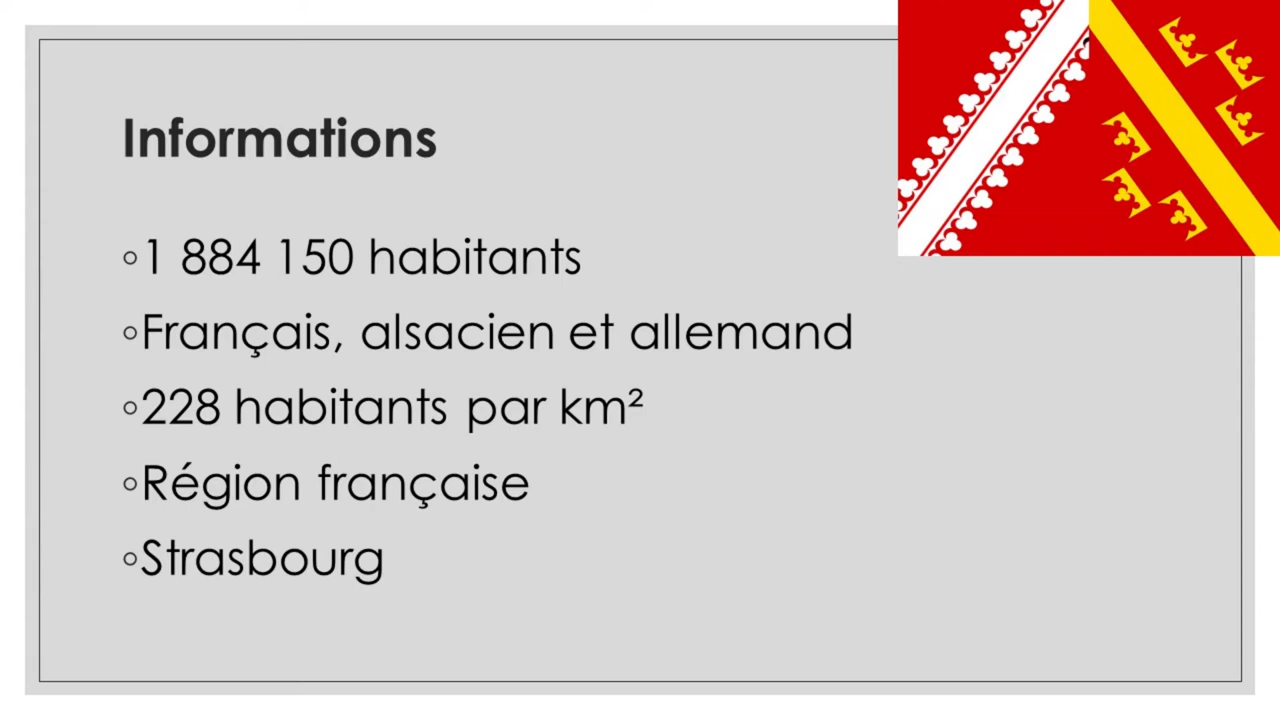 Informations
◦1 884 150 habitants
◦Français, alsacien et allemand
◦228 habitants par km²
◦Région française
◦Strasbourg